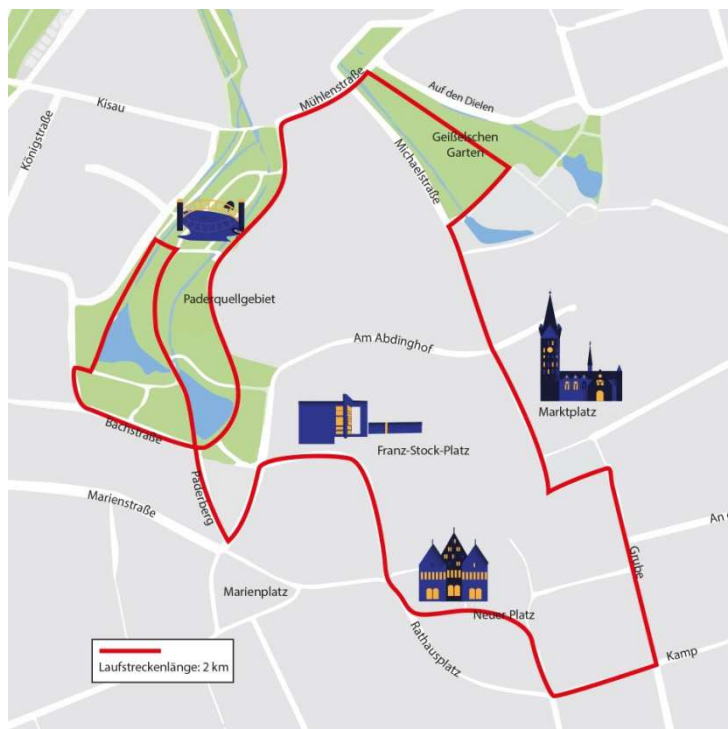 Mühlenstraße
Auf den Dielen
Kisau
Königstraße
Geißelschen
Garten
Michaelstraße
Paderquellgebiet
Am Abdinghof
Marktplatz
Bachstraße
Franz-Stock-Platz
Marienstraße
Paderberg
An
Grube
Marienplatz
Neuer Platz
Rathausplatz
Kamp
Laufstreckenlänge: 2 km